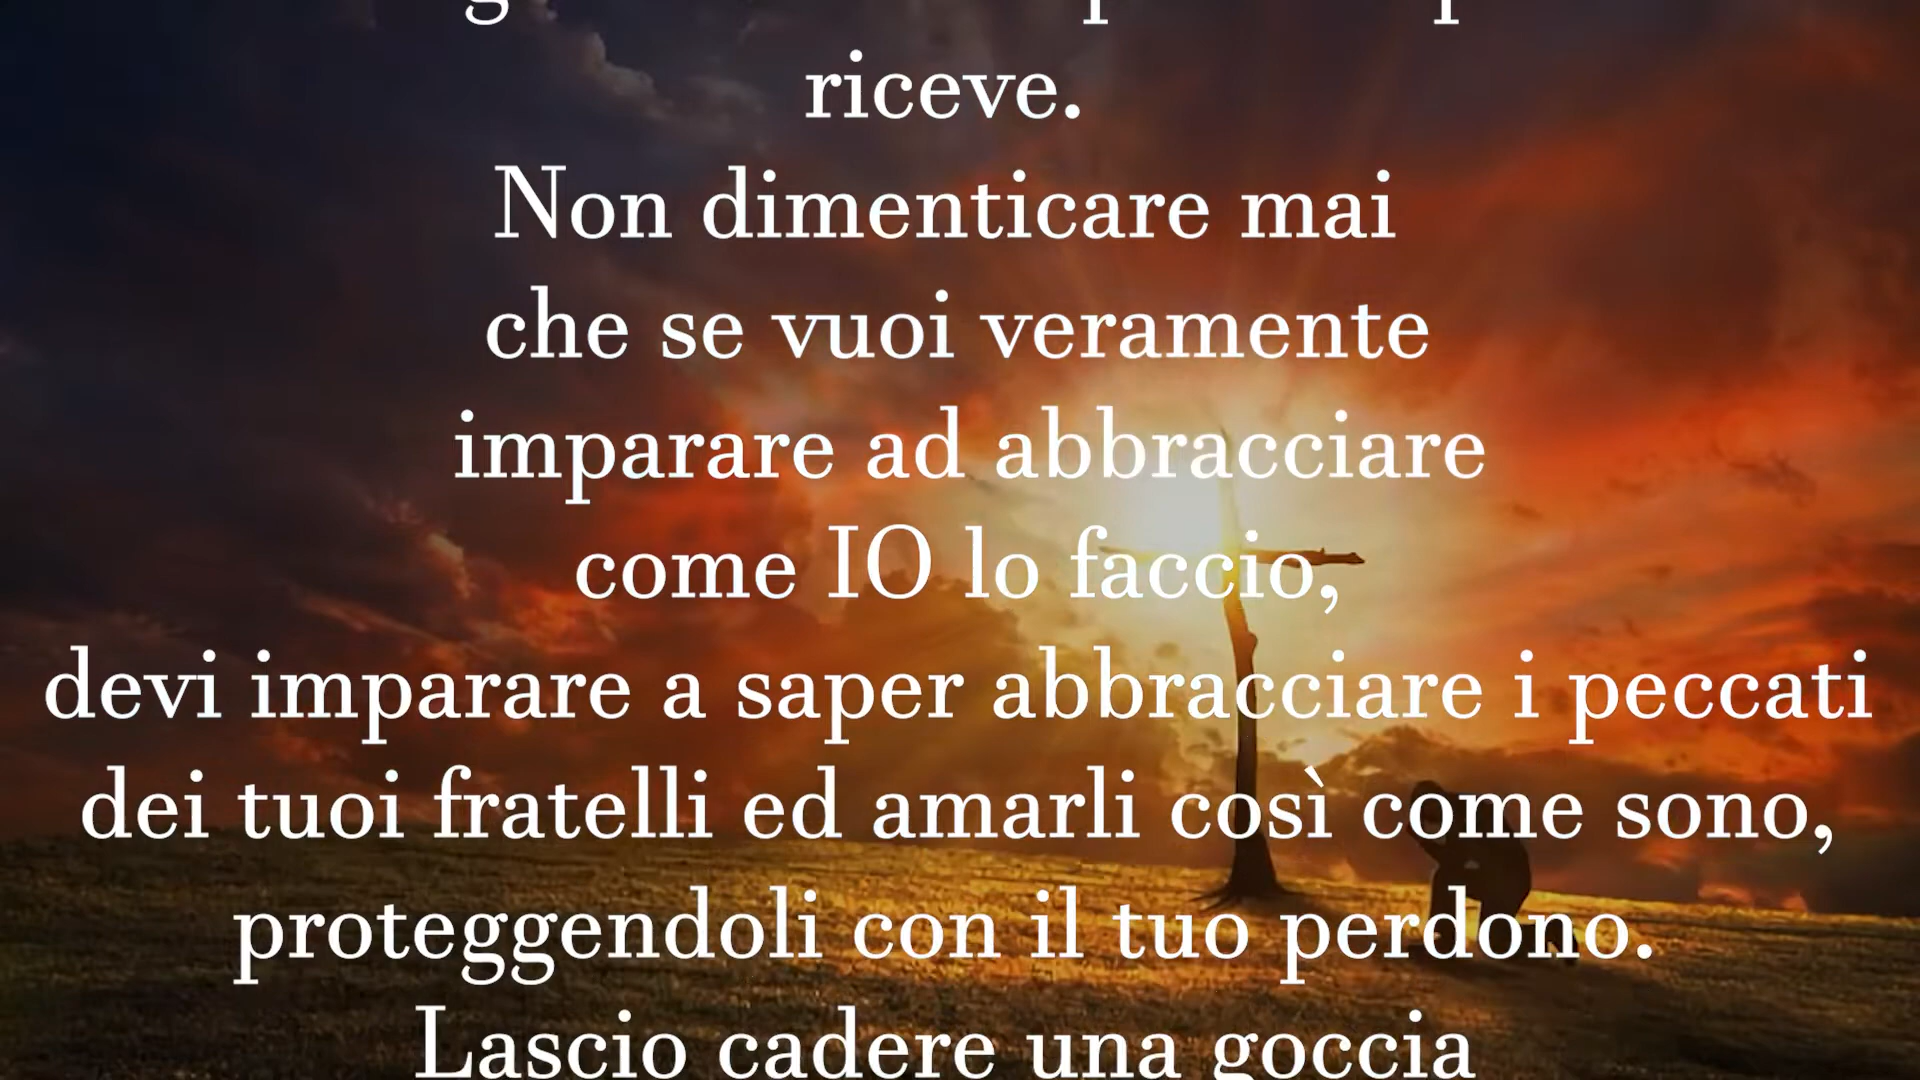 riceve.
Non dimenticare mai
che se vuoi veramente
imparare ad abbracciare
come IO lo faccio,
devi imparare a saper abbracciare i peccati
dei tuoi fratelli ed amarli così come sono,
proteggendoli con il tuo perdono.
Lascio cadere una goccia